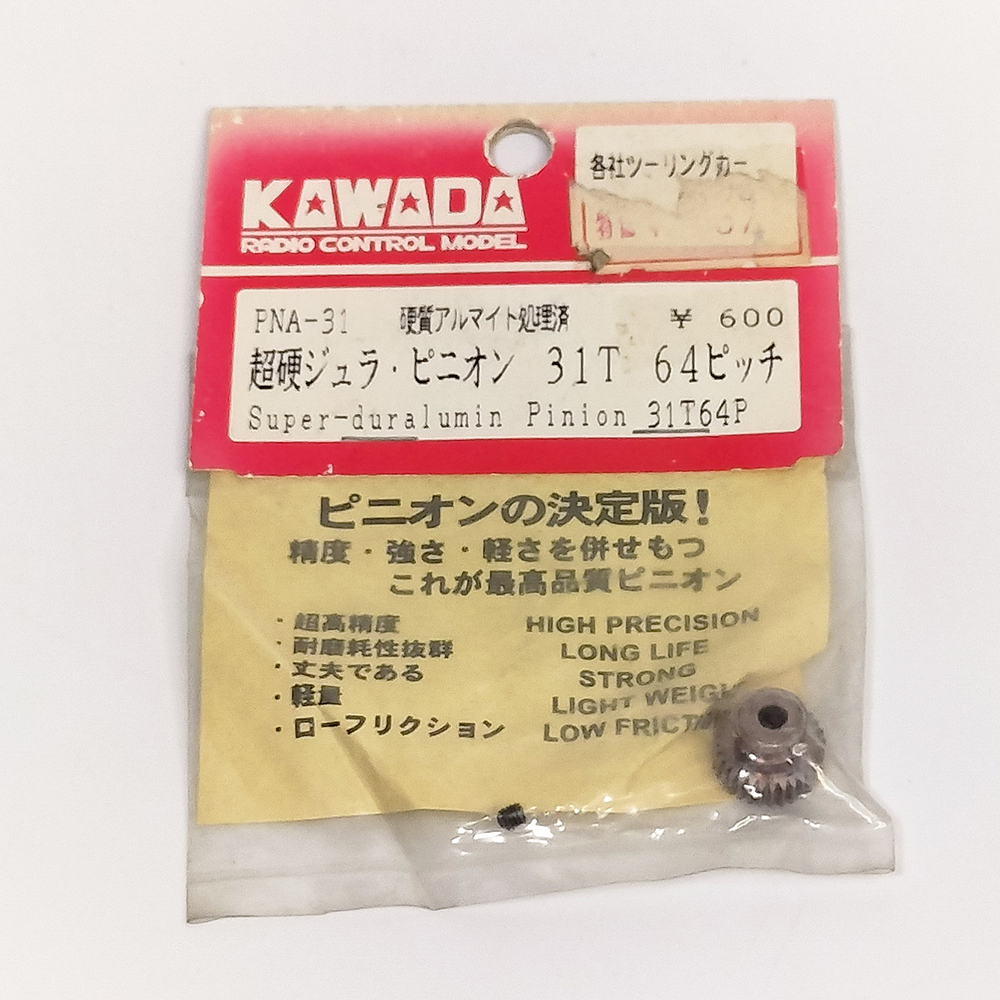 各社ツーリングカー
KAWADA
RADIO CONTROL MODEL
PNA-31 硬質アルマイト処理済 ¥ 600
超硬ジュラ・ピニオン 31T 64ピッチ
Super-duralumin Pinion 31T64P
ピニオンの決定版!
精度・強さ・軽さを併せもつ
これが最高品質ピニオン
・超高精度 HIGH PRECISION
・耐磨耗性抜群 LONG LIFE
・丈夫である STRONG
・軽量 LIGHT
・ローフリクション LOW